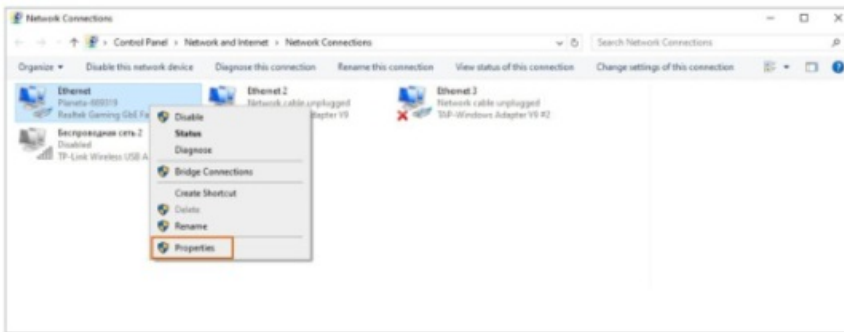 Network Connections
Control Panel › Network and Internet › Network Connections
Search Network Connections
Organize
Disable this network device
Diagnose this connection
Rename this connection
View status of this connection
Change settings of this connection
Ethernet
Planeta-669319
Realtek Gaming GbE Fa
Ethernet 2
Network cable unplugged
dapter V9
Ethernet 3
Network cable unplugged
TAP-Windows Adapter V9 #2
Беспроводная сеть 2
Disabled
TP-Link Wireless USB A
Disable
Status
Diagnose
Bridge Connections
Create Shortcut
Delete
Rename
Properties